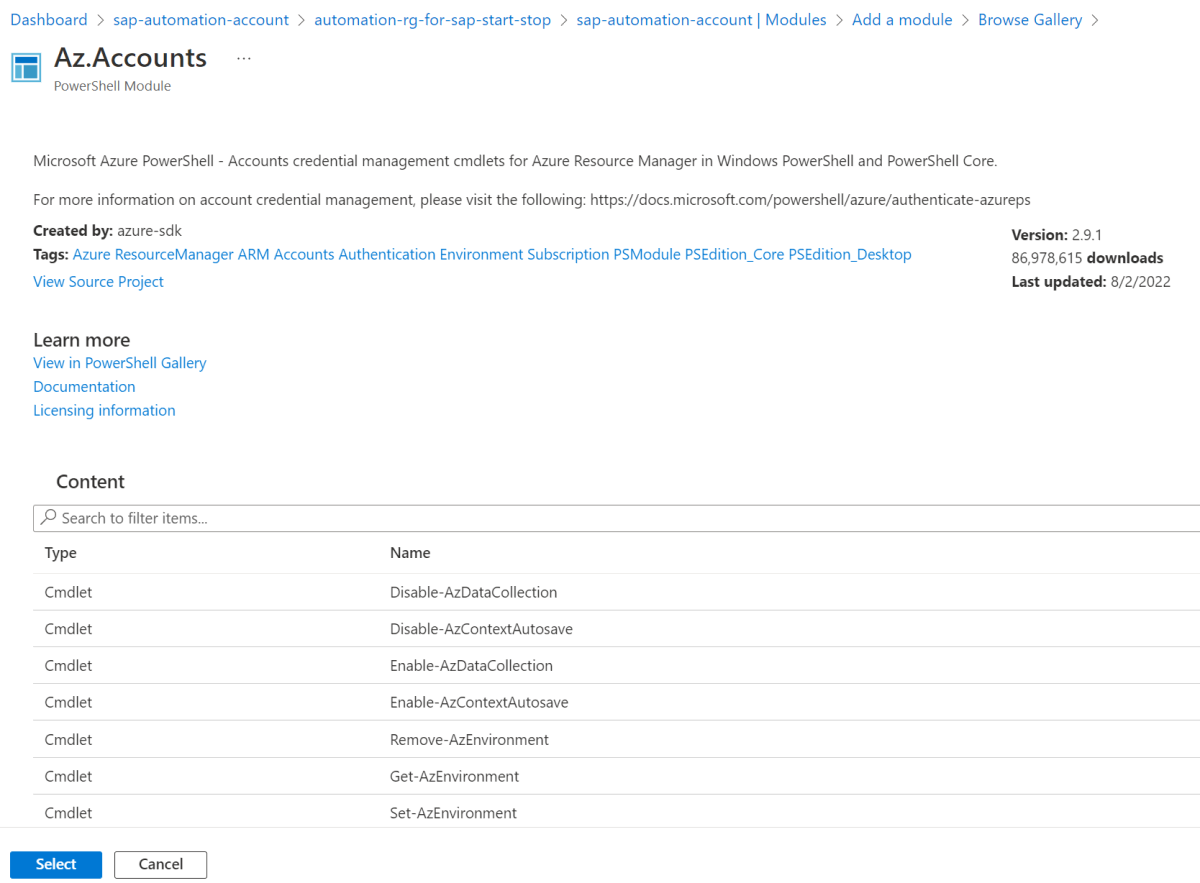 Dashboard > sap-automation-account > automation-rg-for-sap-start-stop > sap-automation-account | Modules > Add a module > Browse Gallery >
Az.Accounts ...
PowerShell Module
Microsoft Azure PowerShell - Accounts credential management cmdlets for Azure Resource Manager in Windows PowerShell and PowerShell Core.
For more information on account credential management, please visit the following: https://docs.microsoft.com/powershell/azure/authenticate-azureps
Created by: azure-sdk
Tags: Azure ResourceManager ARM Accounts Authentication Environment Subscription PSModule PSEdition_Core PSEdition_Desktop
View Source Project
Version: 2.9.1
86,978,615 downloads
Last updated: 8/2/2022
Learn more
View in PowerShell Gallery
Documentation
Licensing information
Content
Search to filter items...
Type Name
Cmdlet Disable-AzDataCollection
Cmdlet Disable-AzContextAutosave
Cmdlet Enable-AzDataCollection
Cmdlet Enable-AzContextAutosave
Cmdlet Remove-AzEnvironment
Cmdlet Get-AzEnvironment
Cmdlet Set-AzEnvironment
Select Cancel